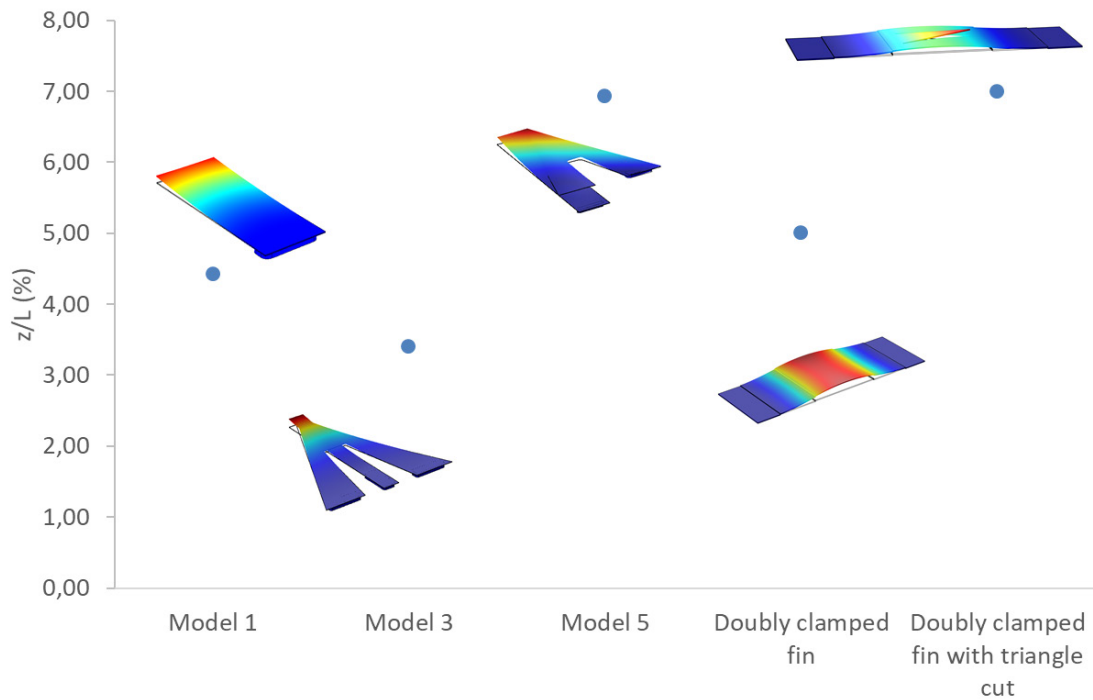 8,00
7,00
6,00
5,00
4,00
3,00
2,00
1,00
0,00
z/L (%)
Model 1
Model 3
Model 5
Doubly clamped
fin
Doubly clamped
fin with triangle
cut